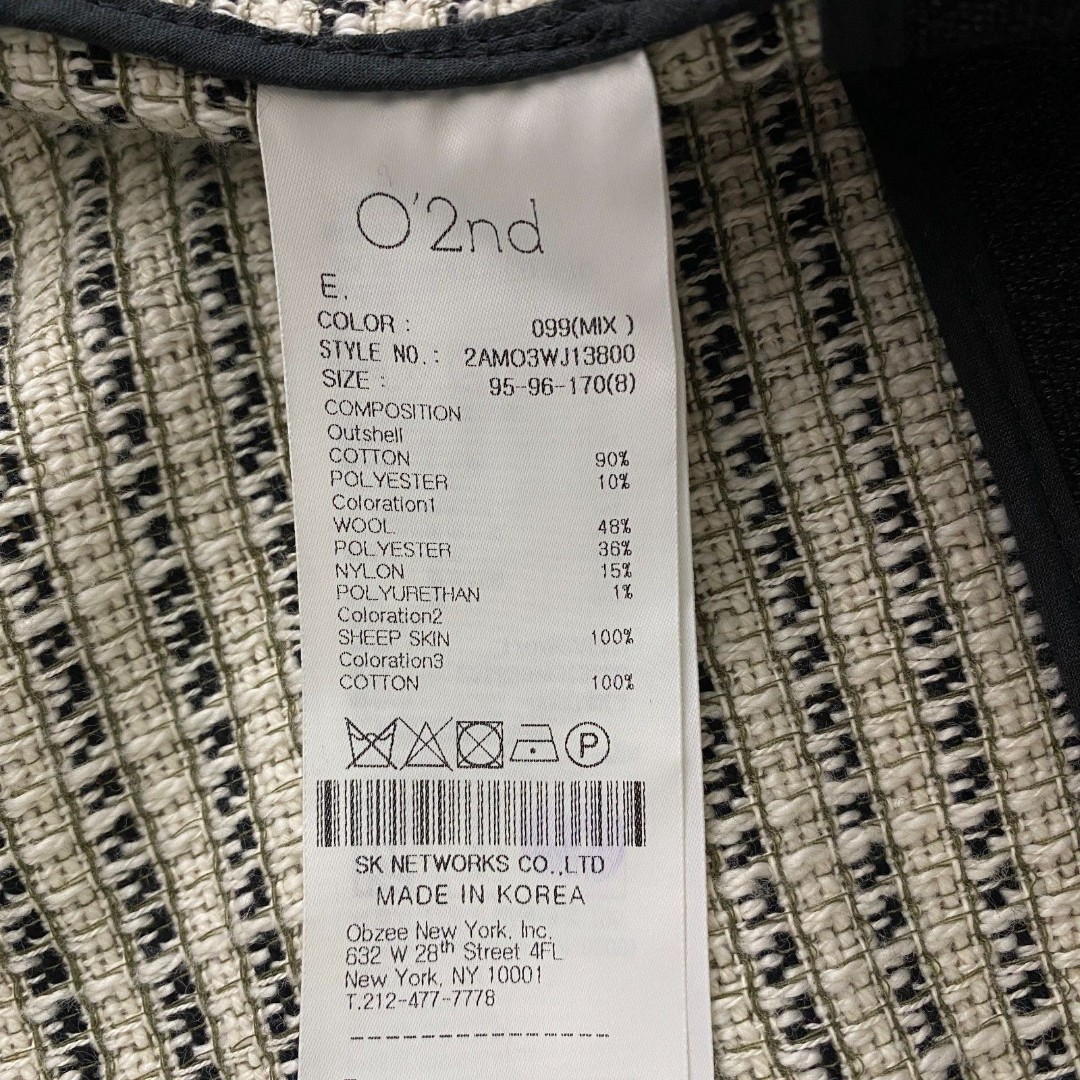 O'2nd
E.
COLOR : 099(MIX )
STYLE NO.: 2AM03WJ13800
SIZE : 95-96-170(8)
COMPOSITION
Outshell
COTTON 90%
POLYESTER 10%
Coloration1
WOOL 48%
POLYESTER 36%
NYLON 15%
POLYURETHAN 1%
Coloration2
SHEEP SKIN 100%
Coloration3
COTTON 100%
P
SK NETWORKS CO.,LTD
MADE IN KOREA
Obzee New York, Inc.
632 W 28th Street 4FL
New York, NY 10001
T.212-477-7778